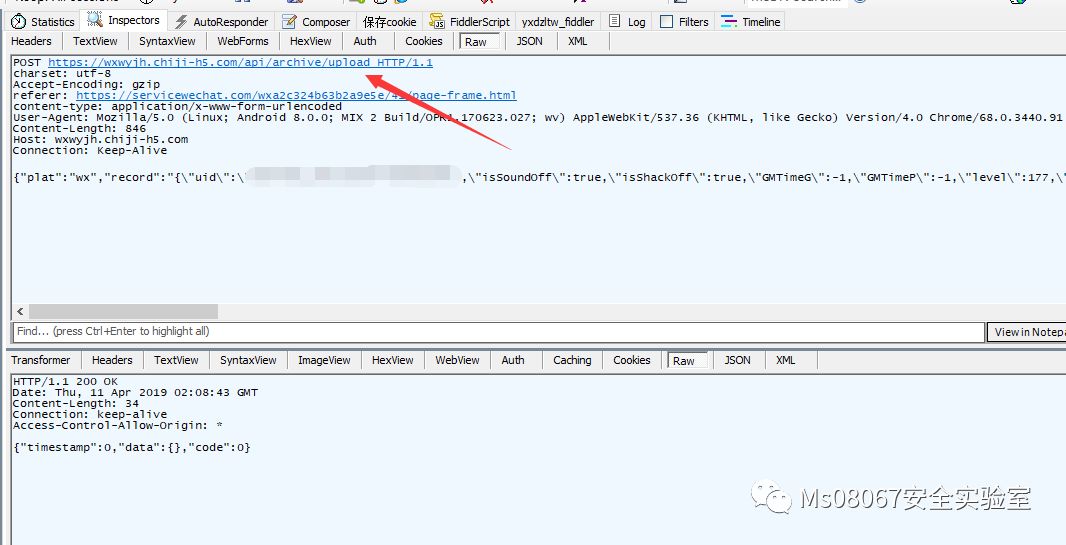 Statistics Inspectors AutoResponder Composer 保存cookie FiddlerScript yxdzltw_fiddler Log Filters Timeline
Headers TextView SyntaxView WebForms HexView Auth Cookies Raw JSON XML
POST https://wxwyjh.chiji-h5.com/api/archive/upload HTTP/1.1
charset: utf-8
Accept-Encoding: gzip
referer: https://servicewechat.com/wxa2c324b63b2a9e5e/41/page-frame.html
content-type: application/x-www-form-urlencoded
User-Agent: Mozilla/5.0 (Linux; Android 8.0.0; MIX 2 Build/OPR1.170623.027; wv) AppleWebKit/537.36 (KHTML, like Gecko) Version/4.0 Chrome/68.0.3440.91
Content-Length: 846
Host: wxwyjh.chiji-h5.com
Connection: Keep-Alive
{"plat":"wx","record":"{\"uid\":\ ,\"isSoundOff\":true,\"isShackOff\":true,\"GMTimeG\":-1,\"GMTimeP\":-1,\"level\":177,\"
Find... (press Ctrl+Enter to highlight all) View in Notepa
Transformer Headers TextView SyntaxView ImageView HexView WebView Auth Caching Cookies Raw JSON XML
HTTP/1.1 200 OK
Date: Thu, 11 Apr 2019 02:08:43 GMT
Content-Length: 34
Connection: keep-alive
Access-Control-Allow-Origin: *
{"timestamp":0,"data":{},"code":0}
Ms08067安全实验室